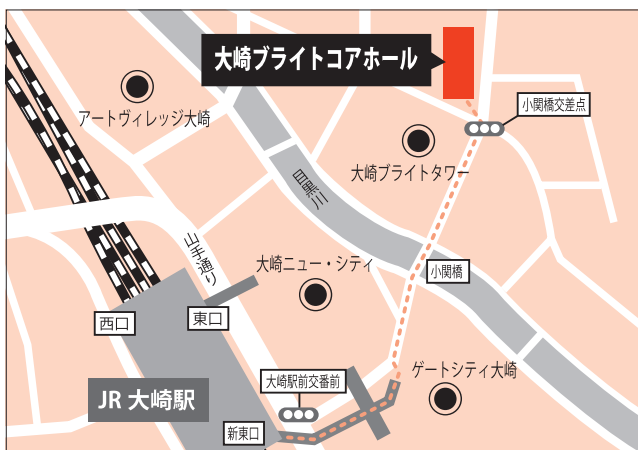 大崎ブライトコアホール
アートヴィレッジ大崎
小関橋交差点
大崎ブライトタワー
目黒川
山手通り
大崎ニュー・シティ
小関橋
西口
東口
大崎駅前交番前
ゲートシティ大崎
JR 大崎駅
新東口